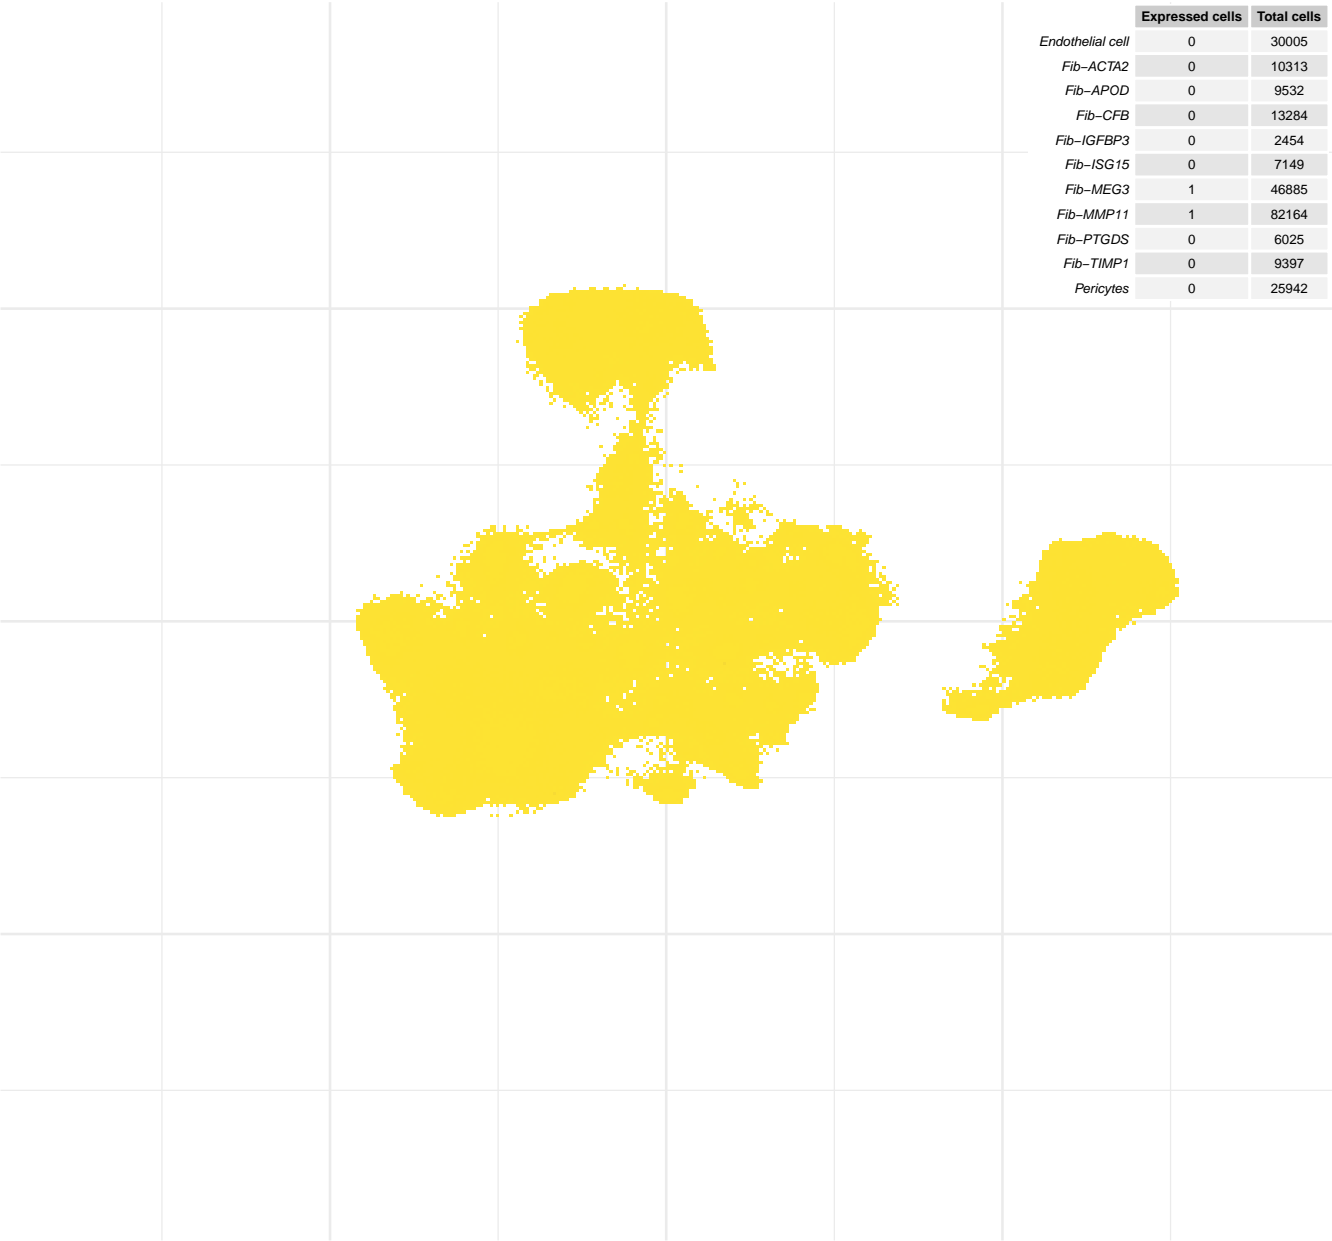 Expressed cells Total cells
Endothelial cell 0 30005
Fib−ACTA2 0 10313
Fib−APOD 0 9532
Fib−CFB 0 13284
Fib−IGFBP3 0 2454
Fib−ISG15 0 7149
Fib−MEG3 1 46885
Fib−MMP11 1 82164
Fib−PTGDS 0 6025
Fib−TIMP1 0 9397
Pericytes 0 25942